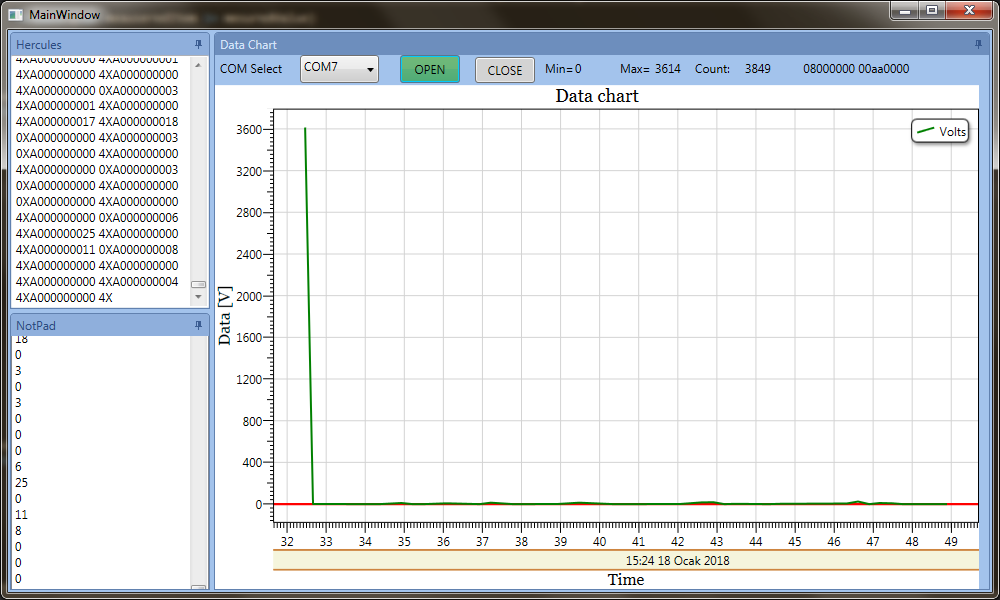 MainWindow
Hercules
4XA000000000 4XA000000001
4XA000000000 4XA000000000
4XA000000000 0XA000000003
4XA000000001 4XA000000000
4XA000000017 4XA000000018
0XA000000000 4XA000000003
0XA000000000 4XA000000000
4XA000000000 0XA000000003
0XA000000000 4XA000000000
0XA000000000 4XA000000000
4XA000000000 0XA000000006
4XA000000025 4XA000000000
4XA000000011 0XA000000008
4XA000000000 4XA000000000
4XA000000000 4XA000000004
4XA000000000 4X
NotPad
18
0
3
0
3
0
0
0
6
25
0
11
8
0
0
0
Data Chart
COM Select COM7 OPEN CLOSE Min= 0 Max= 3614 Count: 3849 08000000 00aa0000
Data chart
Volts
Data [V]
3600
3200
2800
2400
2000
1600
1200
800
400
0
32 33 34 35 36 37 38 39 40 41 42 43 44 45 46 47 48 49
15:24 18 Ocak 2018
Time